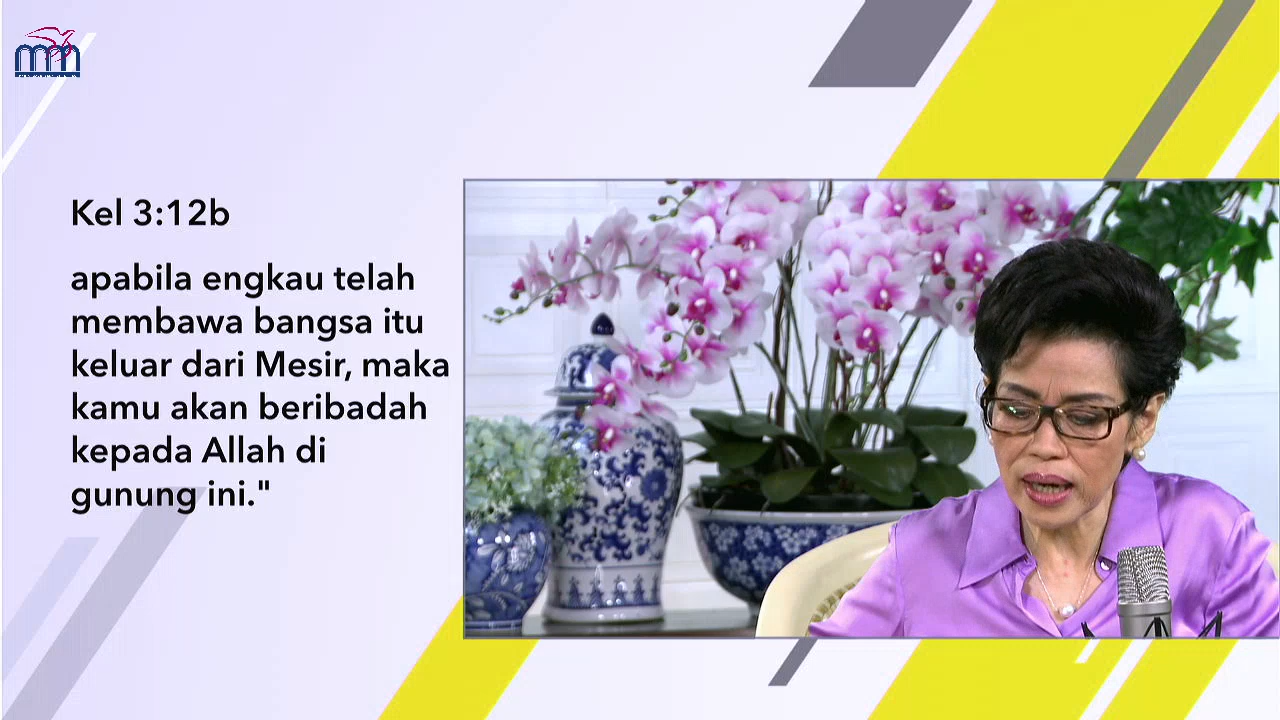 Kel 3:12b
apabila engkau telah
membawa bangsa itu
keluar dari Mesir, maka
kamu akan beribadah
kepada Allah di
gunung ini."